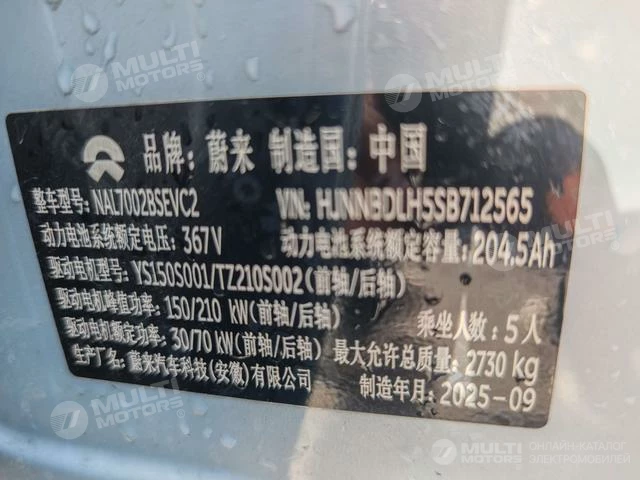 MULTI MOTORS
MULTI MOTORS
品牌: 蔚来 制造国: 中国
整车型号: NAL7002BSEVC2 VIN: HJNNBDLH5SB712565
动力电池系统额定电压: 367V 动力电池系统额定容量: 204.5Ah
驱动电机型号: YS150S001/TZ210S002(前轴/后轴)
驱动电机峰值功率: 150/210 kW(前轴/后轴)
驱动电机额定功率: 30/70 kW(前轴/后轴) 乘坐人数: 5人
生产厂名: 蔚来汽车科技(安徽)有限公司 最大允许总质量: 2730 kg
制造年月: 2025-09
MULTI MOTORS
MULTI MOTORS
ОНЛАЙН-КАТАЛОГ
ЭЛЕКТРОМОБИЛЕЙ